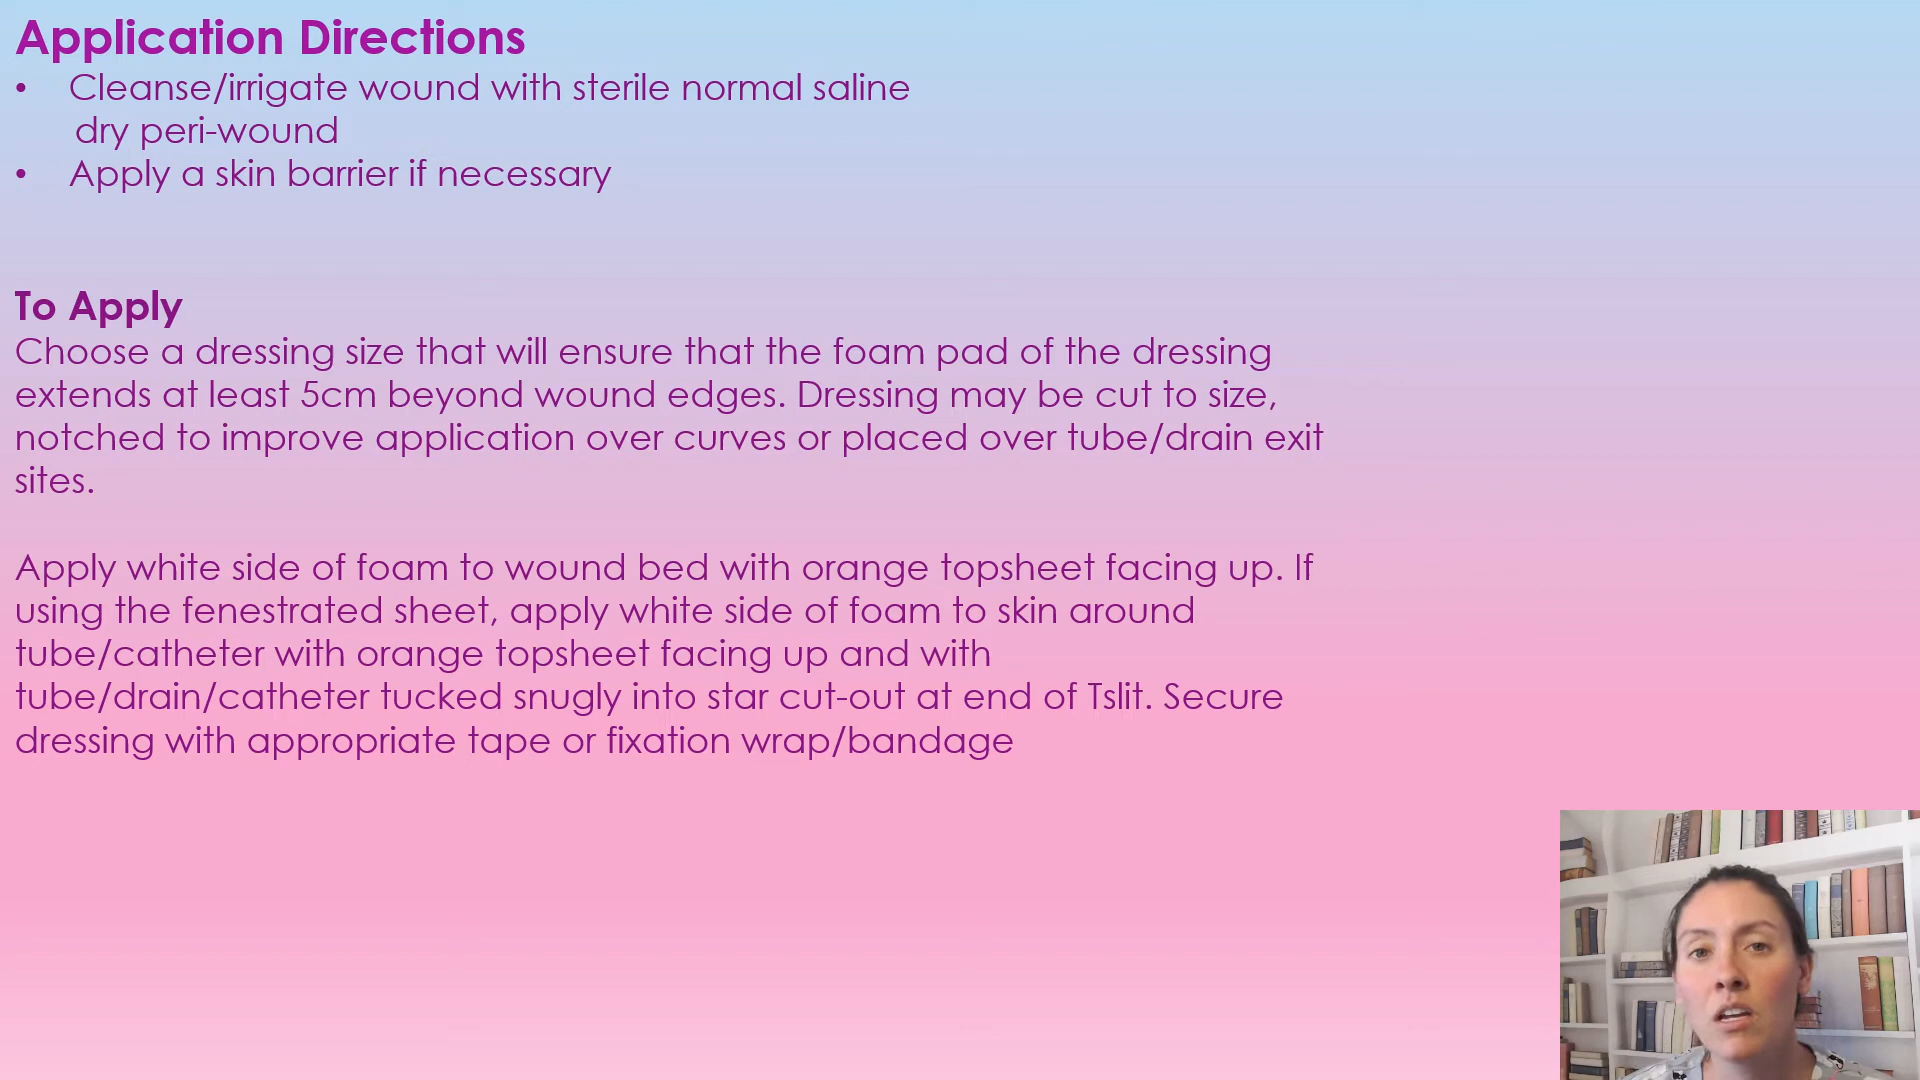 Application Directions
• Cleanse/irrigate wound with sterile normal saline
dry peri-wound
• Apply a skin barrier if necessary
To Apply
Choose a dressing size that will ensure that the foam pad of the dressing
extends at least 5cm beyond wound edges. Dressing may be cut to size,
notched to improve application over curves or placed over tube/drain exit
sites.
Apply white side of foam to wound bed with orange topsheet facing up. If
using the fenestrated sheet, apply white side of foam to skin around
tube/catheter with orange topsheet facing up and with
tube/drain/catheter tucked snugly into star cut-out at end of Tslit. Secure
dressing with appropriate tape or fixation wrap/bandage